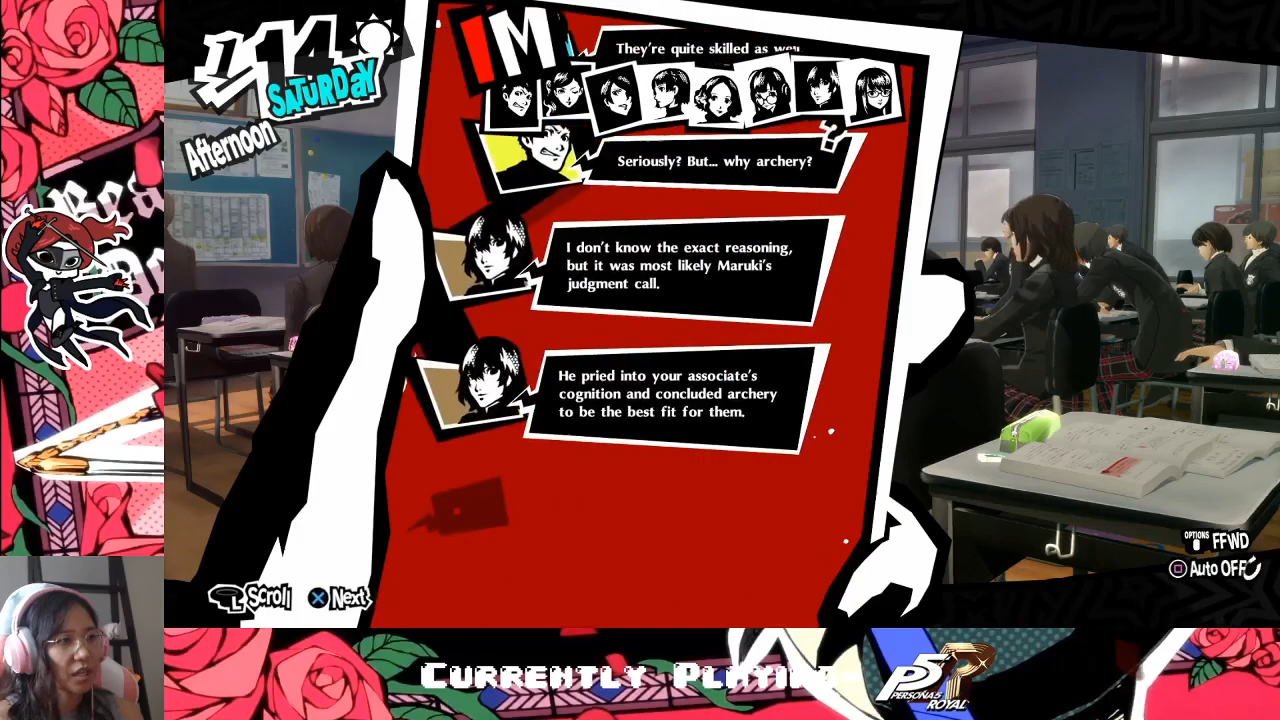 1/14
SATURDAY
Afternoon
IM
They're quite skilled as well.
?
Seriously? But... why archery?
I don't know the exact reasoning,
but it was most likely Maruki's
judgment call.
He pried into your associate's
cognition and concluded archery
to be the best fit for them.
OPTIONS
FFWD
Auto OFF
L Scroll
Next
Currently Playing
P5R
PERSONA5
ROYAL